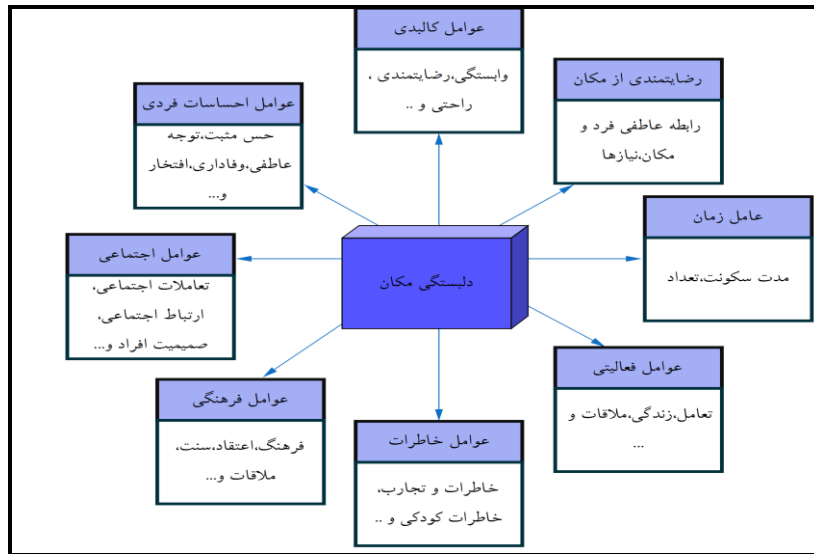 عوامل کالبدی
وابستگی،رضایتمندی ،
راحتی و ..
رضایتمندی از مکان
رابطه عاطفی فرد و
مکان،نیازها
عوامل احساسات فردی
حس مثبت،توجه
عاطفی،وفاداری،افتخار
و...
عامل زمان
مدت سکونت،تعداد
عوامل اجتماعی
تعاملات اجتماعی،
ارتباط اجتماعی،
صمیمیت افراد و...
دلبستگی مکان
عوامل فعالیتی
تعامل،زندگی،ملاقات و
...
عوامل فرهنگی
فرهنگ،اعتقاد،سنت،
ملاقات و...
عوامل خاطرات
خاطرات و تجارب،
خاطرات کودکی و ..